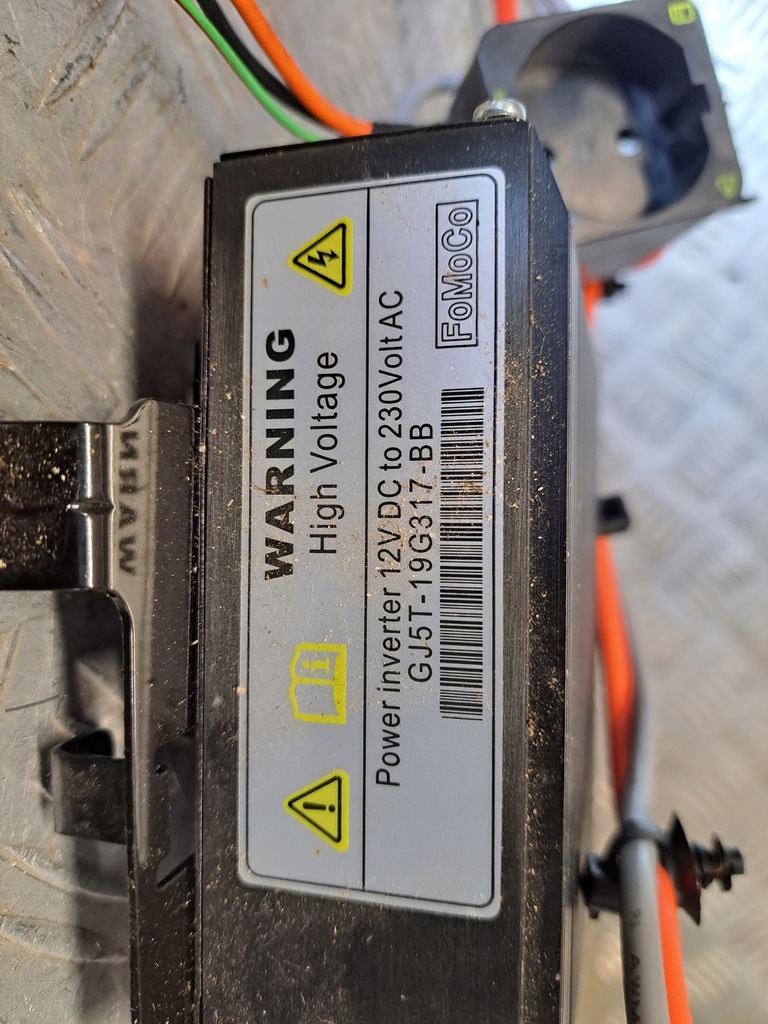 WARNING
High Voltage
FoMoCo
Power inverter 12V DC to 230Volt AC
GJ5T-19G317-BB